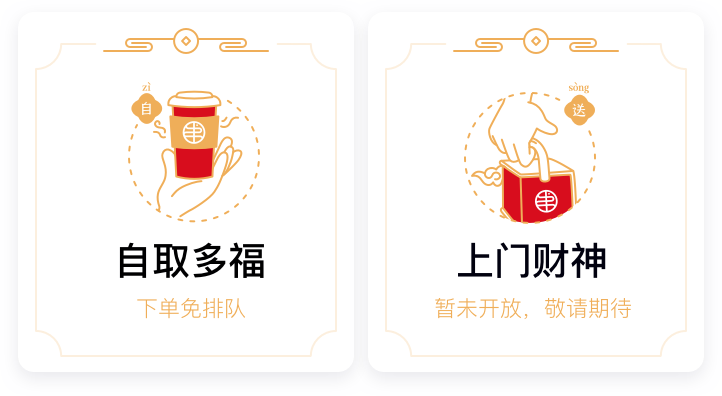 zì
自
自取多福
下单免排队
sòng
送
上门财神
暂未开放，敬请期待